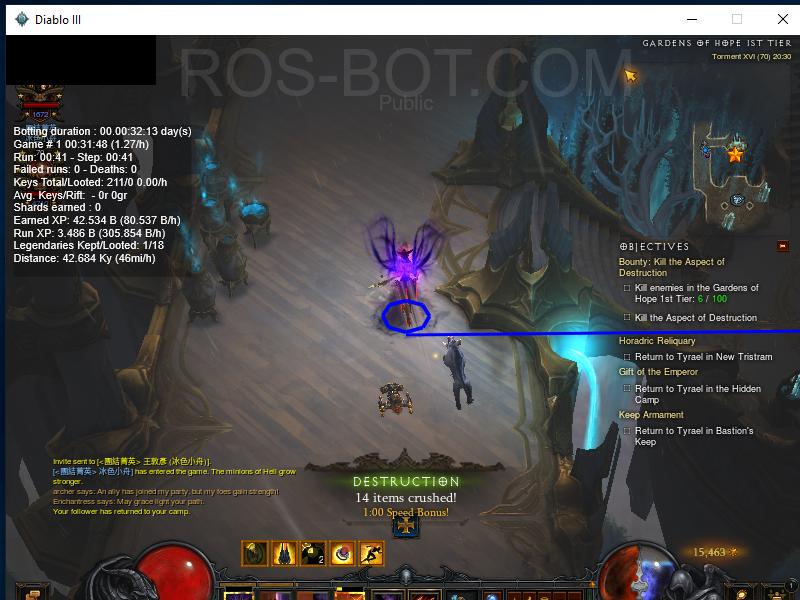 Diablo III
GARDENS OF HOPE 1ST TIER
Torment XVI (70) 20:30
ROS-BOT.COM
Public
1672
Botting duration : 00.00:32:13 day(s)
Game # 1 00:31:48 (1.27/h)
Run: 00:41 - Step: 00:41
Failed runs: 0 - Deaths: 0
Keys Total/Looted: 211/0 0.00/h
Avg. Keys/Rift: - 0r 0gr
Shards earned : 0
Earned XP: 42.534 B (80.537 B/h)
Run XP: 3.486 B (305.854 B/h)
Legendaries Kept/Looted: 1/18
Distance: 42.684 Ky (46mi/h)
OBJECTIVES
Bounty: Kill the Aspect of
Destruction
Kill enemies in the Gardens of
Hope 1st Tier: 6 / 100
Kill the Aspect of Destruction
Horadric Reliquary
Return to Tyrael in New Tristram
Gift of the Emperor
Return to Tyrael in the Hidden
Camp
Keep Armament
Return to Tyrael in Bastion's
Keep
Invite sent to [<團結菁英> 王敦彥 (冰色小舟)].
[<團結菁英> 冰色小舟] has entered the game. The minions of Hell grow
stronger.
archer says: An ally has joined my party, but my foes gain strength!
Enchantress says: May grace light your path.
Your follower has returned to your camp.
DESTRUCTION
14 items crushed!
1:00 Speed Bonus!
2
15,463
1